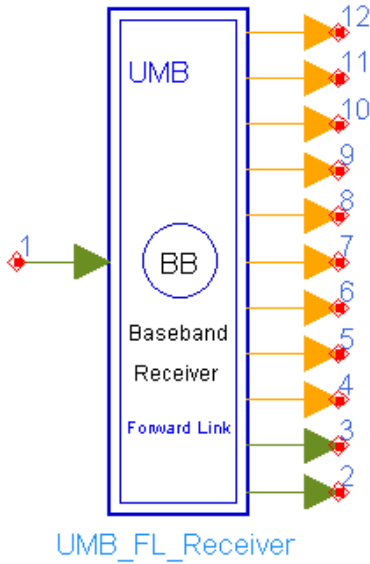 12
UMB
11
10
9
8
1
BB
7
6
Baseband
5
Receiver
4
Forward Link
3
2
UMB_FL_Receiver